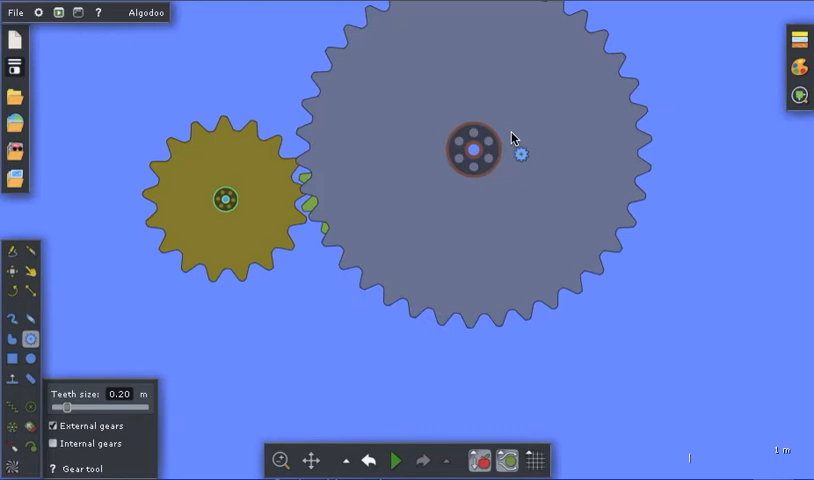 File ? Algodoo
Teeth size: 0.20 m
External gears
Internal gears
? Gear tool
1 m